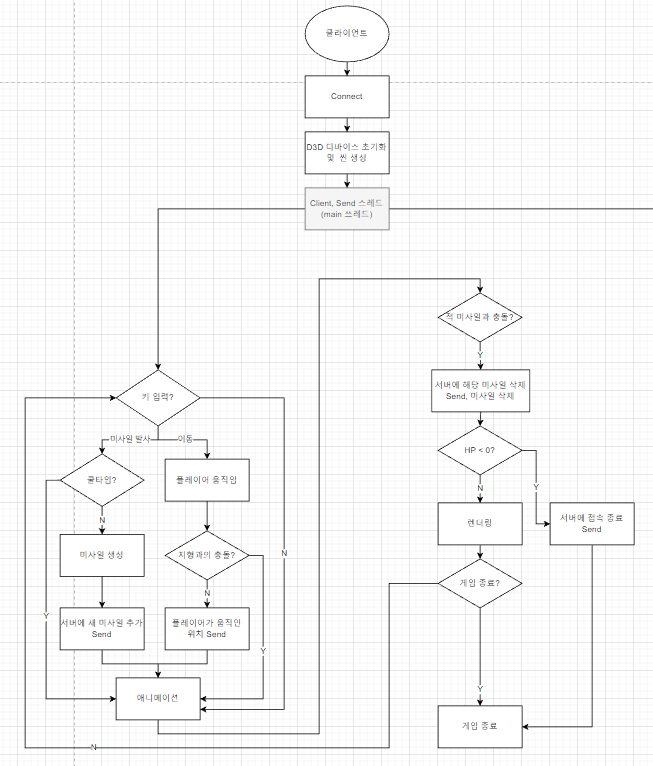 클라이언트
Connect
D3D 디바이스 초기화
및 씬 생성
Client, Send 스레드
(main 쓰레드)
적 미사일과 충돌?
Y
서버에 해당 미사일 삭제
Send, 미사일 삭제
키 입력?
미사일 발사
이동
HP < 0?
쿨타임?
플레이어 움직임
N
Y
N
렌더링
서버에 접속 종료
Send
미사일 생성
지형과의 충돌?
N
게임 종료?
N
Y
서버에 새 미사일 추가
Send
플레이어가 움직인
위치 Send
Y
Y
애니메이션
게임 종료
N